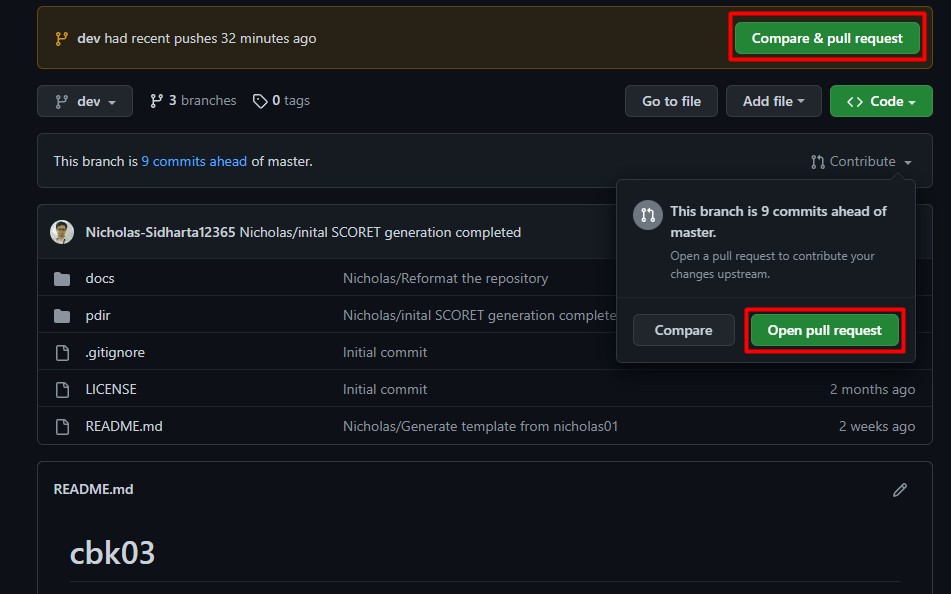 dev had recent pushes 32 minutes ago Compare & pull request
dev 3 branches 0 tags Go to file Add file <> Code
This branch is 9 commits ahead of master. Contribute
This branch is 9 commits ahead of
master.
Open a pull request to contribute your
changes upstream.
Compare Open pull request
Nicholas-Sidharta12365 Nicholas/inital SCORET generation completed
docs Nicholas/Reformat the repository
pdir Nicholas/inital SCORET generation complete
.gitignore Initial commit
LICENSE Initial commit 2 months ago
README.md Nicholas/Generate template from nicholas01 2 weeks ago
README.md
cbk03